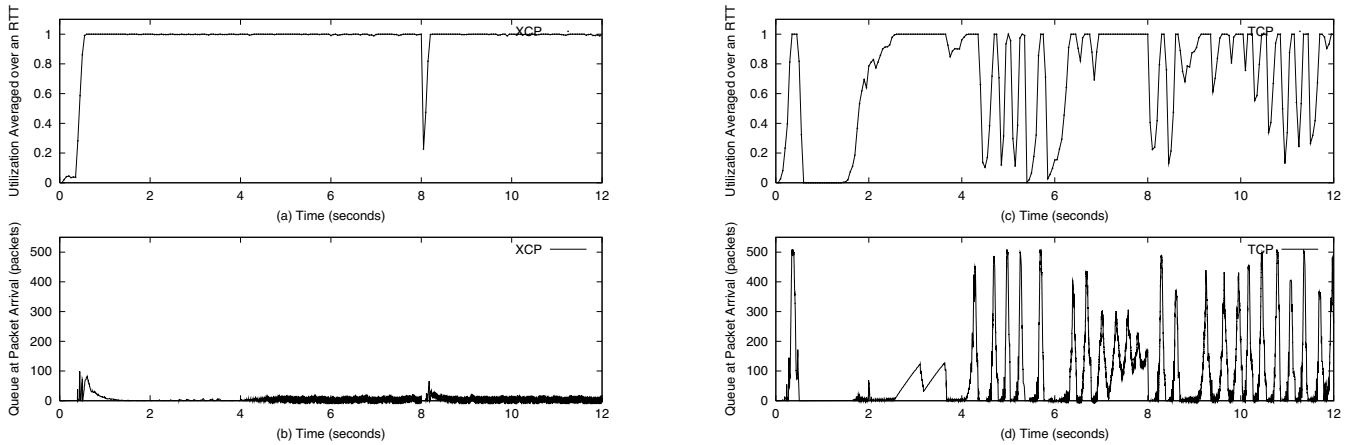 Utilization Averaged over an RTT
1
0.8
0.6
0.4
0.2
0
XCP
0 2 4 6 8 10 12
(a) Time (seconds)
Queue at Packet Arrival (packets)
500
400
300
200
100
0
XCP
0 2 4 6 8 10 12
(b) Time (seconds)
Utilization Averaged over an RTT
1
0.8
0.6
0.4
0.2
0
TCP
0 2 4 6 8 10 12
(c) Time (seconds)
Queue at Packet Arrival (packets)
500
400
300
200
100
0
TCP
0 2 4 6 8 10 12
(d) Time (seconds)